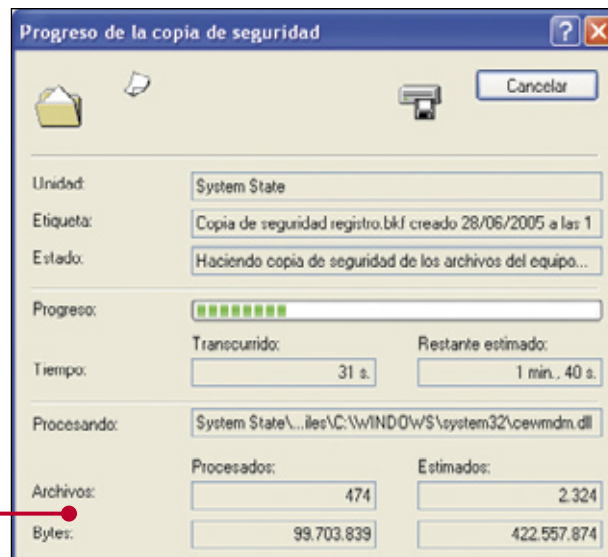 Progreso de la copia de seguridad
Cancelar
Unidad: System State
Etiqueta: Copia de seguridad registro.bkf creado 28/06/2005 a las 1
Estado: Haciendo copia de seguridad de los archivos del equipo...
Progreso:
Transcurrido: Restante estimado:
Tiempo: 31 s. 1 min., 40 s.
Procesando: System State\...iles\C:\WINDOWS\system32\cewmdm.dll
Procesados: Estimados:
Archivos: 474 2.324
Bytes: 99.703.839 422.557.874